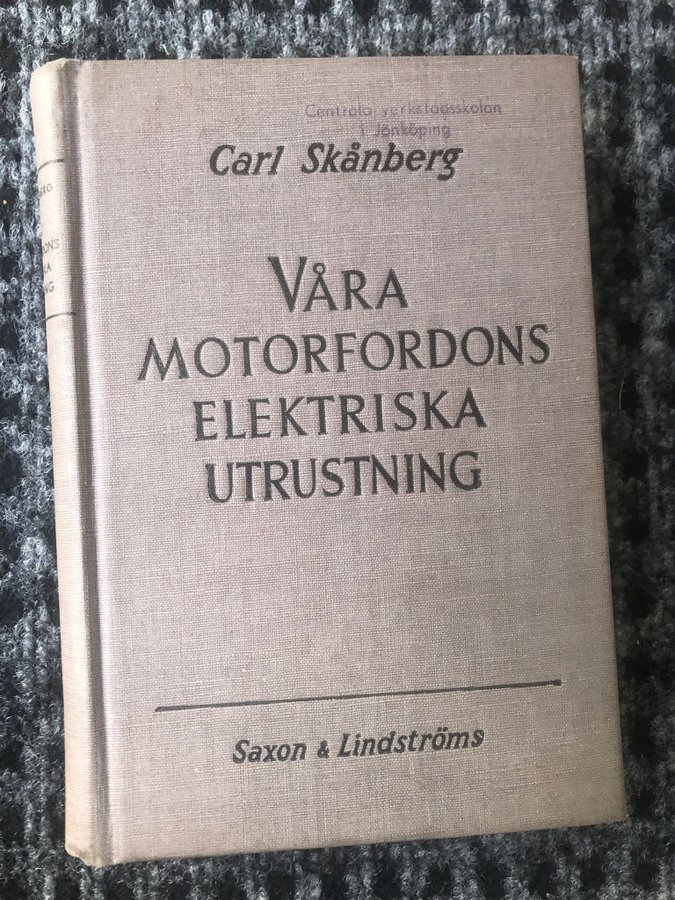 Centrala verkstadsskolan
i Jönköping
Carl Skånberg
VÅRA
MOTORFORDONS
ELEKTRISKA
UTRUSTNING
Saxon & Lindströms